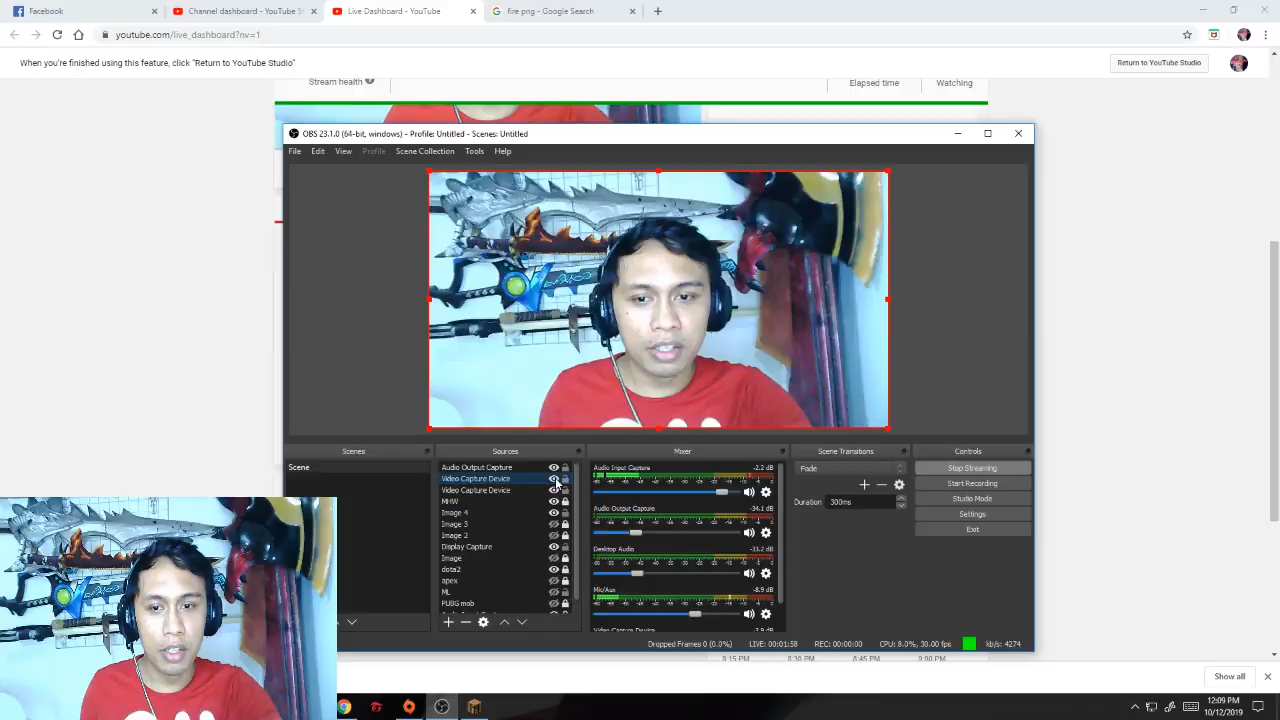 Facebook
Channel dashboard - YouTube S
Live Dashboard - YouTube
fire png - Google Search
youtube.com/live_dashboard?nv=1
When you're finished using this feature, click "Return to YouTube Studio"
Return to YouTube Studio
Stream health
Elapsed time
Watching
OBS 23.1.0 (64-bit, windows) - Profile: Untitled - Scenes: Untitled
File Edit View Profile Scene Collection Tools Help
Scenes
Sources
Mixer
Scene Transitions
Controls
Scene
Audio Output Capture
Video Capture Device
Video Capture Device
MHW
Image 4
Image 3
Image 2
Display Capture
Image
dota2
apex
ML
PUBG mob
Audio Input Capture
-2.2 dB
Audio Output Capture
-34.1 dB
Desktop Audio
-33.2 dB
Mic/Aux
-8.9 dB
Video Capture Device
-3.9 dB
Fade
Duration 300ms
Stop Streaming
Start Recording
Studio Mode
Settings
Exit
Dropped Frames 0 (0.0%)
LIVE: 00:01:58
REC: 00:00:00
CPU: 8.0%, 30.00 fps
kb/s: 4274
8:15 PM
8:30 PM
8:45 PM
9:00 PM
Show all
12:09 PM
10/12/2019